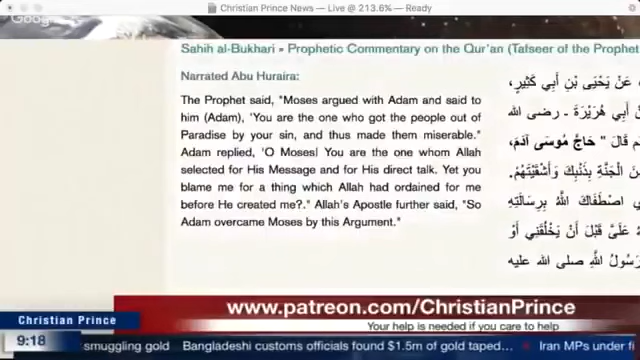 Christian Prince News — Live @ 213.6% — Ready
Google
Sahih al-Bukhari » Prophetic Commentary on the Qur'an (Tafseer of the Prophet
Narrated Abu Huraira:
The Prophet said, "Moses argued with Adam and said to
him (Adam), 'You are the one who got the people out of
Paradise by your sin, and thus made them miserable."
Adam replied, 'O Moses! You are the one whom Allah
selected for His Message and for His direct talk. Yet you
blame me for a thing which Allah had ordained for me
before He created me?." Allah's Apostle further said, "So
Adam overcame Moses by this Argument."
عَنْ يَحْيَى بْنِ أَبِي كَثِيرٍ،
أَبِي هُرَيْرَةَ ـ رضى الله
قَالَ " حَاجَّ مُوسَى آدَمَ،
الْجَنَّةِ بِذَنْبِكَ وَأَشْقَيْتَهُمْ.
اصْطَفَاكَ اللَّهُ بِرِسَالَتِهِ
عَلَىَّ قَبْلَ أَنْ يَخْلُقَنِي أَوْ
رَسُولُ اللَّهِ صلى الله عليه
www.patreon.com/ChristianPrince
Your help is needed if you care to help
Christian Prince
9:18 smuggling gold Bangladeshi customs officials found $1.5m of gold taped... Iran MPs under f